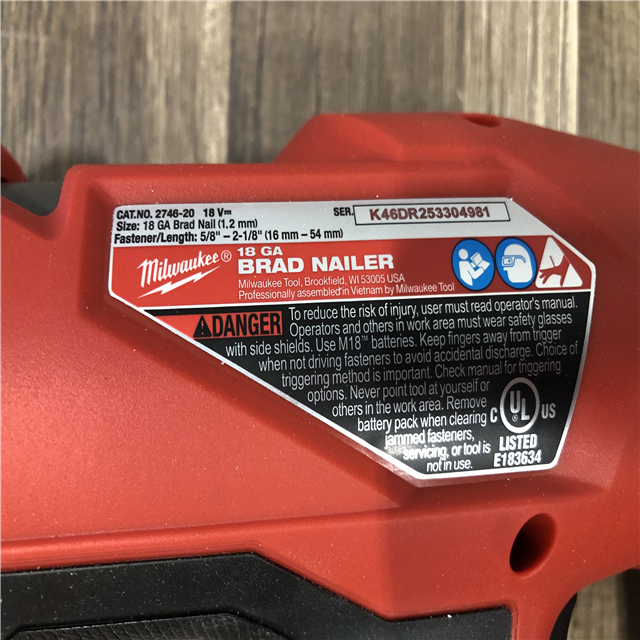 CAT.NO. 2746-20 18 V⎓ SER. K46DR253304981
Size: 18 GA Brad Nail (1,2 mm)
Fastener/Length: 5/8" – 2-1/8" (16 mm – 54 mm)
Milwaukee®
18 GA
BRAD NAILER
Milwaukee Tool, Brookfield, WI 53005 USA
Professionally assembled in Vietnam by Milwaukee Tool
DANGER
To reduce the risk of injury, user must read operator's manual.
Operators and others in work area must wear safety glasses
with side shields. Use M18™ batteries. Keep fingers away from trigger
when not driving fasteners to avoid accidental discharge. Choice of
triggering method is important. Check manual for triggering
options. Never point tool at yourself or
others in the work area. Remove
battery pack when clearing
jammed fasteners,
servicing, or tool is
not in use.
C UL US
LISTED
E183634